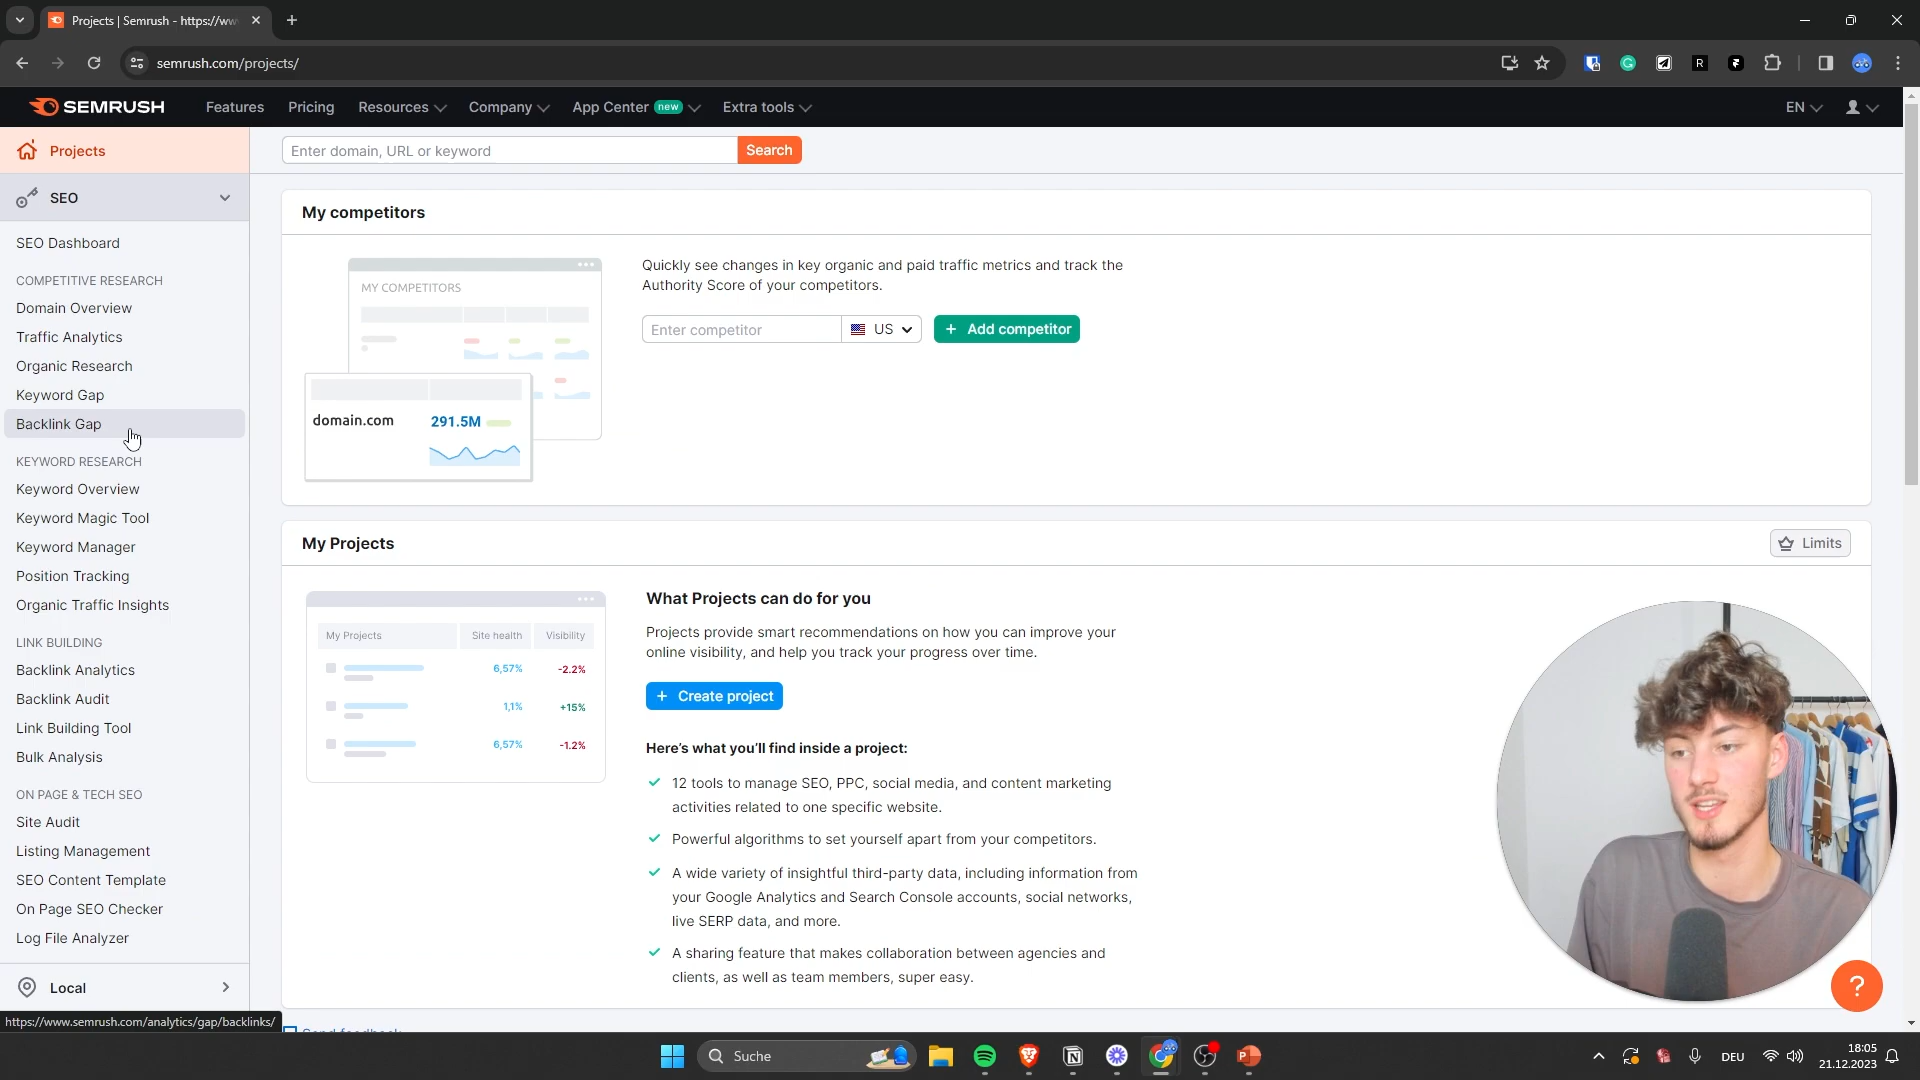 Projects | Semrush - https://ww
semrush.com/projects/
SEMRUSH
Features
Pricing
Resources
Company
App Center new
Extra tools
EN
Projects
Enter domain, URL or keyword
Search
SEO
SEO Dashboard
COMPETITIVE RESEARCH
Domain Overview
Traffic Analytics
Organic Research
Keyword Gap
Backlink Gap
KEYWORD RESEARCH
Keyword Overview
Keyword Magic Tool
Keyword Manager
Position Tracking
Organic Traffic Insights
LINK BUILDING
Backlink Analytics
Backlink Audit
Link Building Tool
Bulk Analysis
ON PAGE & TECH SEO
Site Audit
Listing Management
SEO Content Template
On Page SEO Checker
Log File Analyzer
Local
https://www.semrush.com/analytics/gap/backlinks/
My competitors
MY COMPETITORS
domain.com 291.5M
Quickly see changes in key organic and paid traffic metrics and track the
Authority Score of your competitors.
Enter competitor
US
+ Add competitor
My Projects
Limits
My Projects Site health Visibility
6,57% -2.2%
1,1% +15%
6,57% -1.2%
What Projects can do for you
Projects provide smart recommendations on how you can improve your
online visibility, and help you track your progress over time.
+ Create project
Here's what you'll find inside a project:
12 tools to manage SEO, PPC, social media, and content marketing
activities related to one specific website.
Powerful algorithms to set yourself apart from your competitors.
A wide variety of insightful third-party data, including information from
your Google Analytics and Search Console accounts, social networks,
live SERP data, and more.
A sharing feature that makes collaboration between agencies and
clients, as well as team members, super easy.
Send feedback
?
Suche
DEU
18:05
21.12.2023